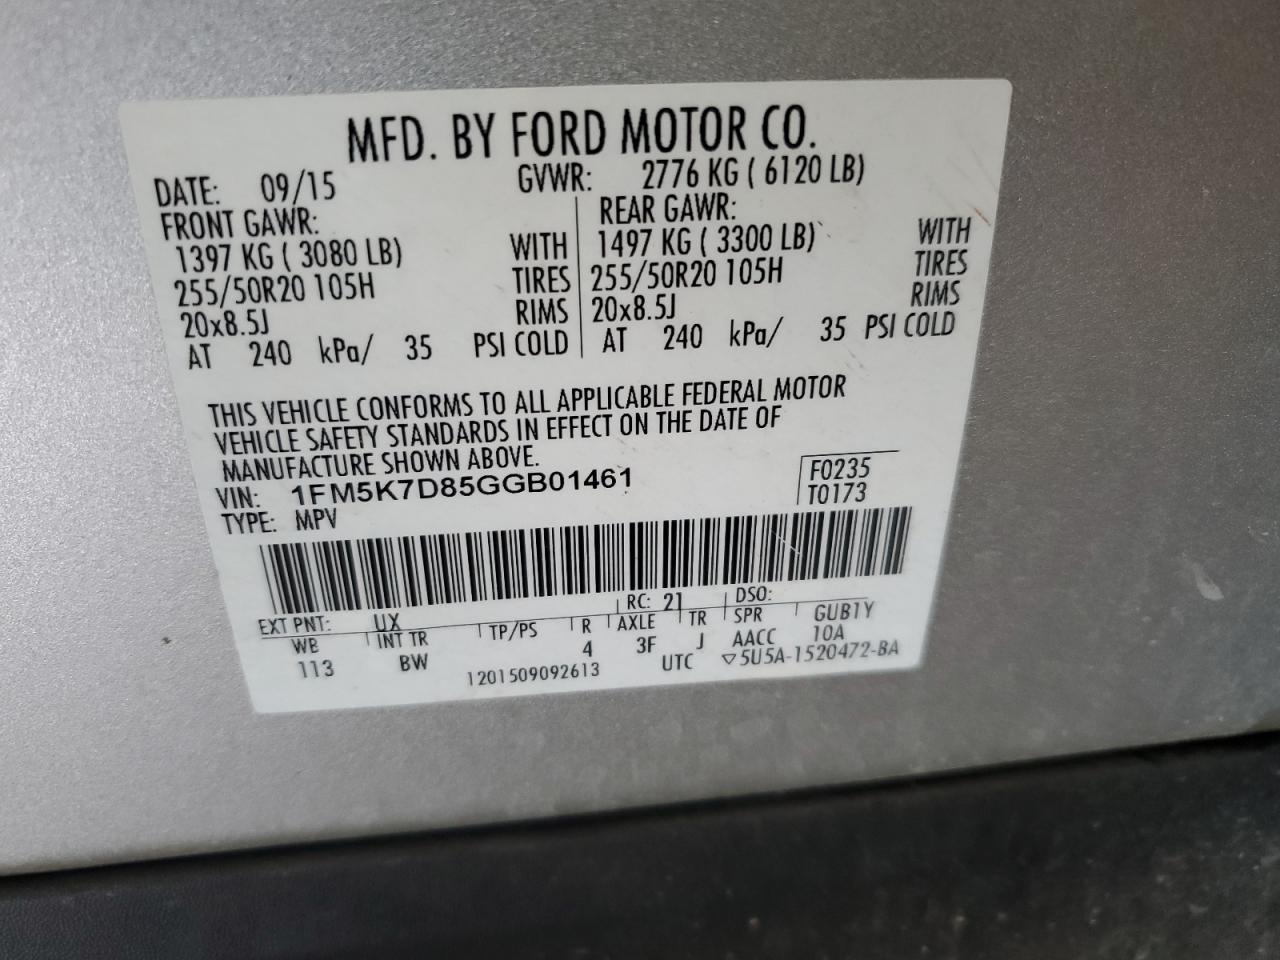 MFD. BY FORD MOTOR CO.
DATE: 09/15 GVWR: 2776 KG ( 6120 LB)
FRONT GAWR: REAR GAWR:
1397 KG ( 3080 LB) WITH 1497 KG ( 3300 LB) WITH
255/50R20 105H TIRES 255/50R20 105H TIRES
20x8.5J RIMS 20x8.5J RIMS
AT 240 kPa/ 35 PSI COLD AT 240 kPa/ 35 PSI COLD
THIS VEHICLE CONFORMS TO ALL APPLICABLE FEDERAL MOTOR
VEHICLE SAFETY STANDARDS IN EFFECT ON THE DATE OF
MANUFACTURE SHOWN ABOVE.
VIN: 1FM5K7D85GGB01461 F0235
TYPE: MPV T0173
EXT PNT: UX RC: 21 DSO:
WB INT TR TP/PS R AXLE TR SPR GUB1Y
113 BW 4 3F J AACC 10A
1201509092613 UTC ▽5U5A-1520472-BA